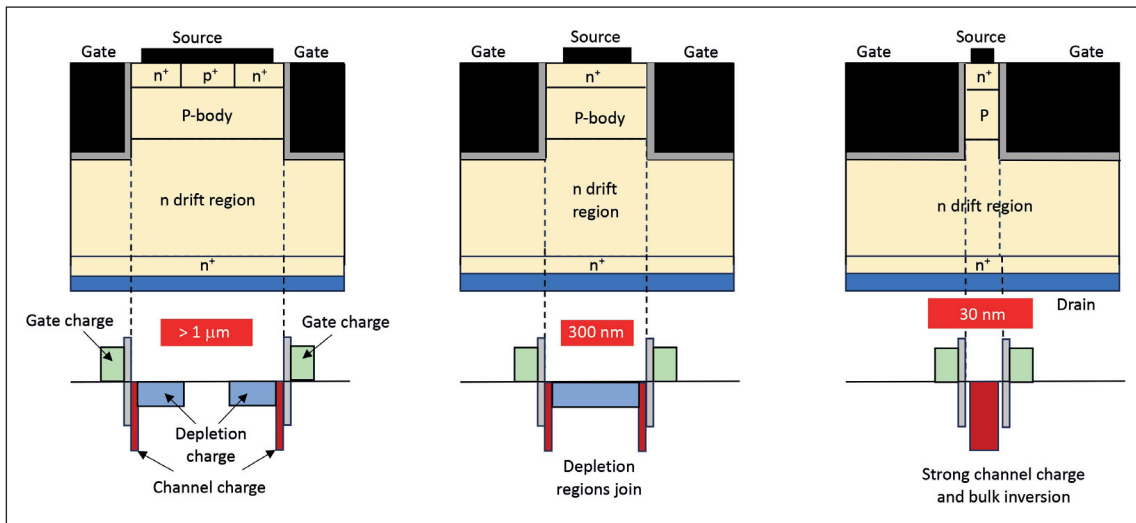 Source
Gate
Gate
n+
p+
n+
P-body
n drift region
n+
Gate charge
> 1 μm
Gate charge
Depletion
charge
Channel charge
Source
Gate
Gate
n+
P-body
n drift
region
n+
300 nm
Depletion
regions join
Source
Gate
Gate
n+
P
n drift region
n+
Drain
30 nm
Strong channel charge
and bulk inversion